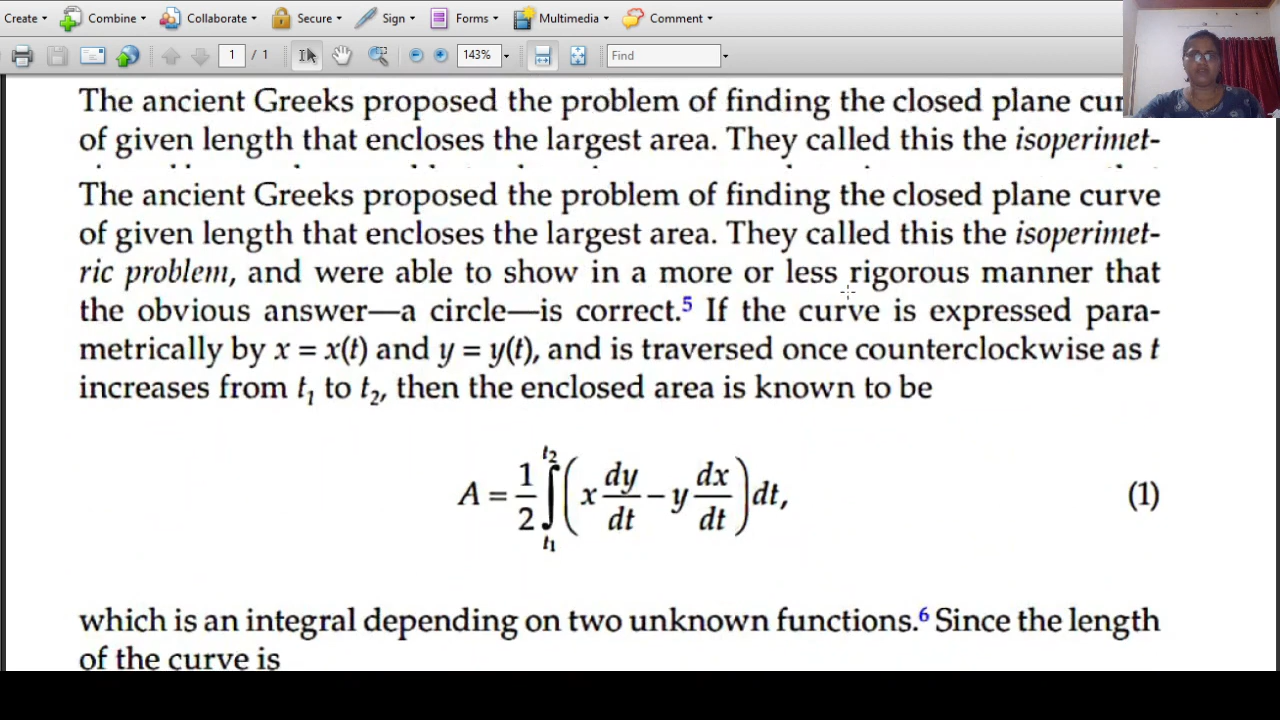 Create Combine Collaborate Secure Sign Forms Multimedia Comment
1 / 1 143% Find
The ancient Greeks proposed the problem of finding the closed plane
of given length that encloses the largest area. They called this the isoperimet-
The ancient Greeks proposed the problem of finding the closed plane curve
of given length that encloses the largest area. They called this the isoperimet-
ric problem, and were able to show in a more or less rigorous manner that
the obvious answer—a circle—is correct.⁵ If the curve is expressed para-
metrically by x = x(t) and y = y(t), and is traversed once counterclockwise as t
increases from t₁ to t₂, then the enclosed area is known to be
A = 1/2 ∫_{t₁}^{t₂} (x dy/dt − y dx/dt) dt, (1)
which is an integral depending on two unknown functions.⁶ Since the length
of the curve is